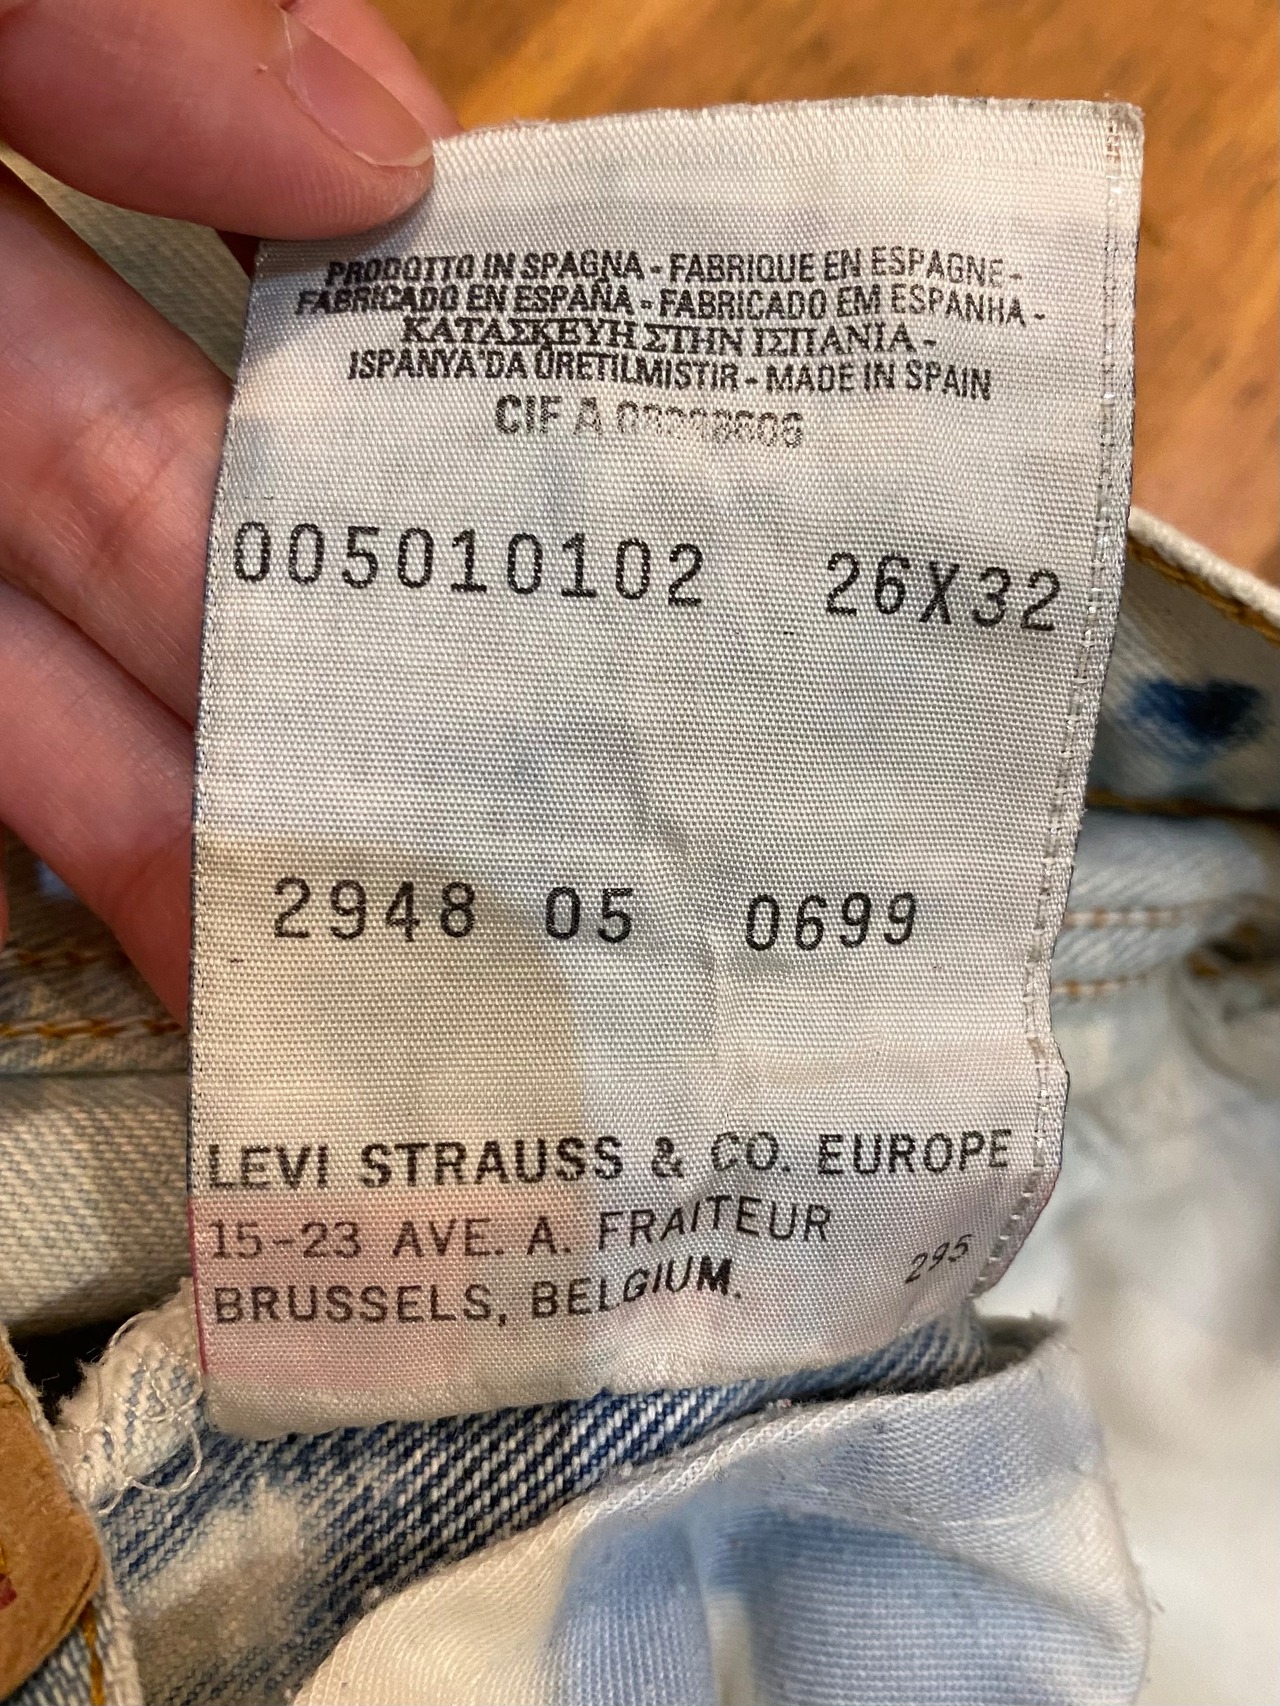 PRODOTTO IN SPAGNA - FABRIQUE EN ESPAGNE -
FABRICADO EN ESPAÑA - FABRICADO EM ESPANHA -
ΚΑΤΑΣΚΕΥΗ ΣΤΗΝ ΙΣΠΑΝΙΑ -
ISPANYA'DA ÜRETILMISTIR - MADE IN SPAIN
CIF A
005010102 26X32
2948 05 0699
LEVI STRAUSS & CO. EUROPE
15-23 AVE. A. FRAITEUR
BRUSSELS, BELGIUM.
295